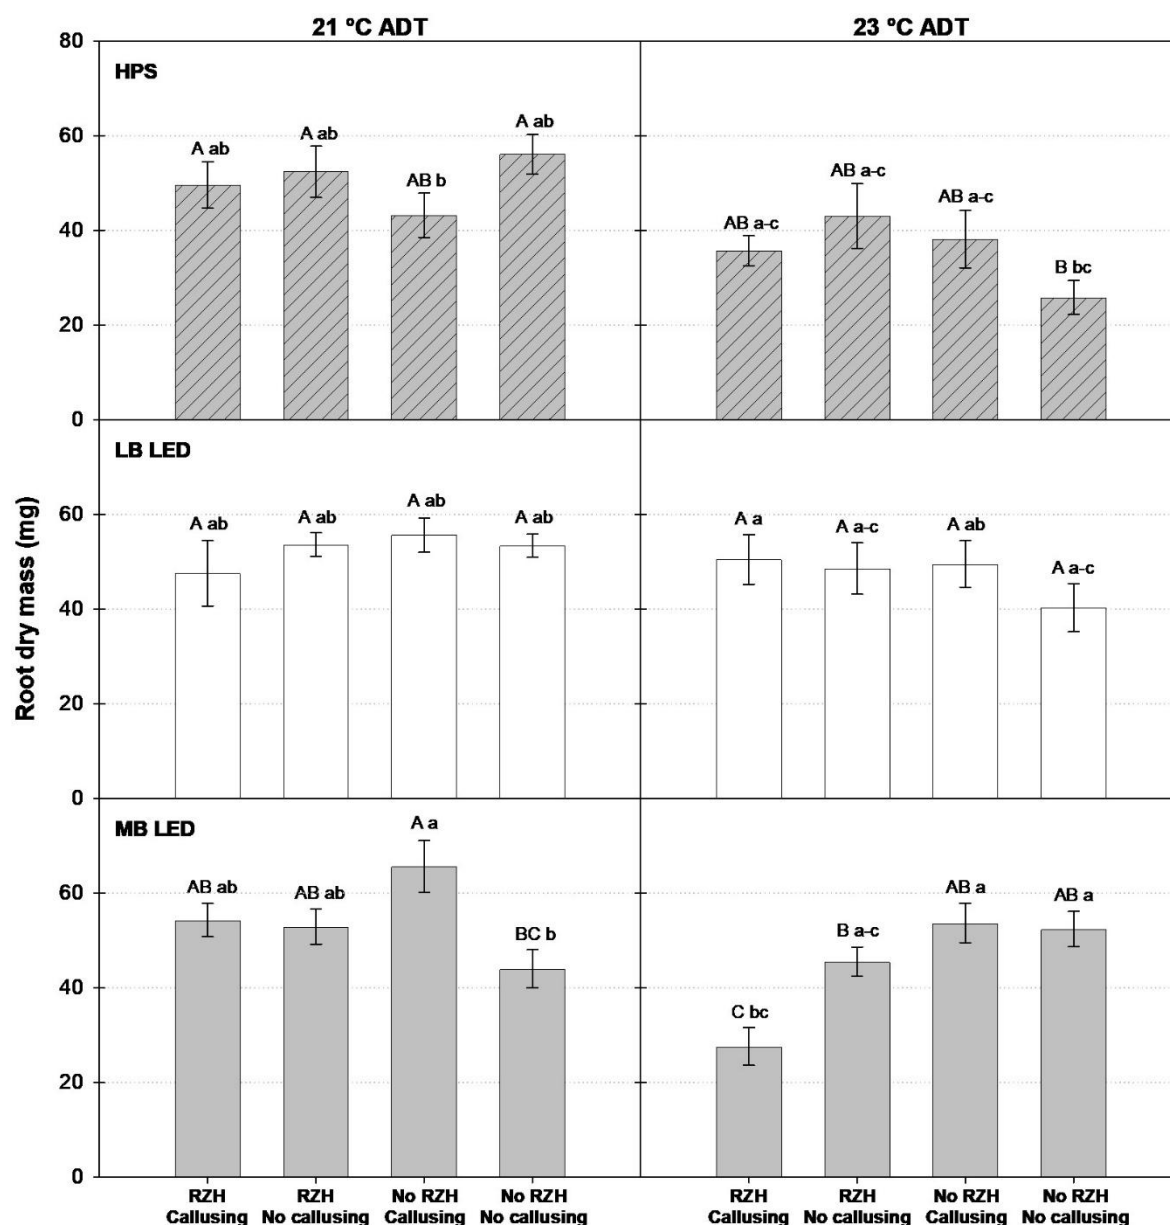 21 °C ADT
23 °C ADT
Root dry mass (mg)
80
HPS
60
40
20
0
A ab
A ab
AB b
A ab
AB a-c
AB a-c
AB a-c
B bc
LB LED
60
40
20
0
A ab
A ab
A ab
A ab
A a
A a-c
A ab
A a-c
MB LED
60
40
20
0
AB ab
AB ab
A a
BC b
C bc
B a-c
AB a
AB a
RZH
Callusing
RZH
No callusing
No RZH
Callusing
No RZH
No callusing
RZH
Callusing
RZH
No callusing
No RZH
Callusing
No RZH
No callusing